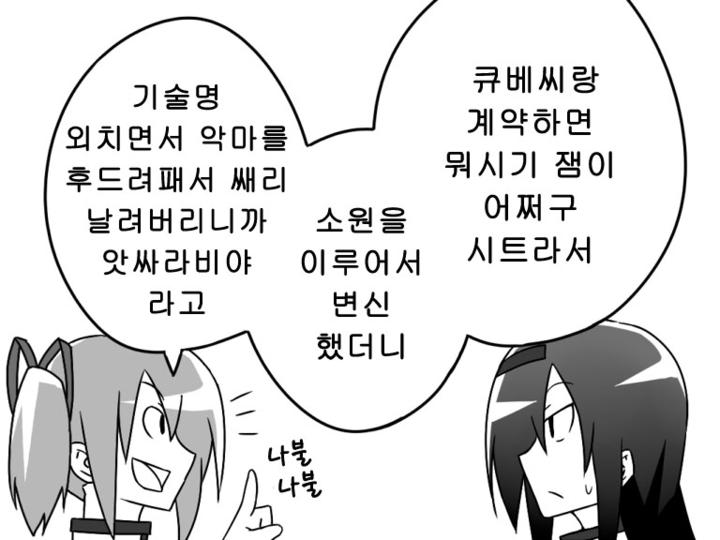 큐베씨랑
계약하면
뭐시기 잼이
어쩌구
시트라서
소원을
이루어서
변신
했더니
기술명
외치면서 악마를
후드려패서 쌔리
날려버리니까
앗싸라비야
라고
나불
나불